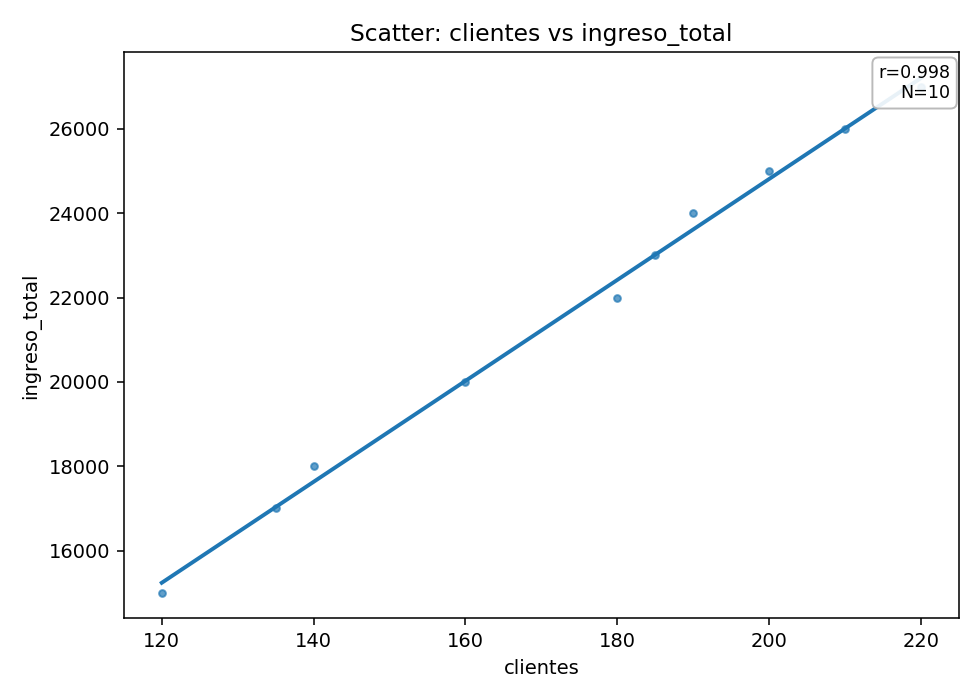 Scatter: clientes vs ingreso_total
r=0.998
N=10
26000
24000
22000
20000
18000
16000
ingreso_total
120 140 160 180 200 220
clientes